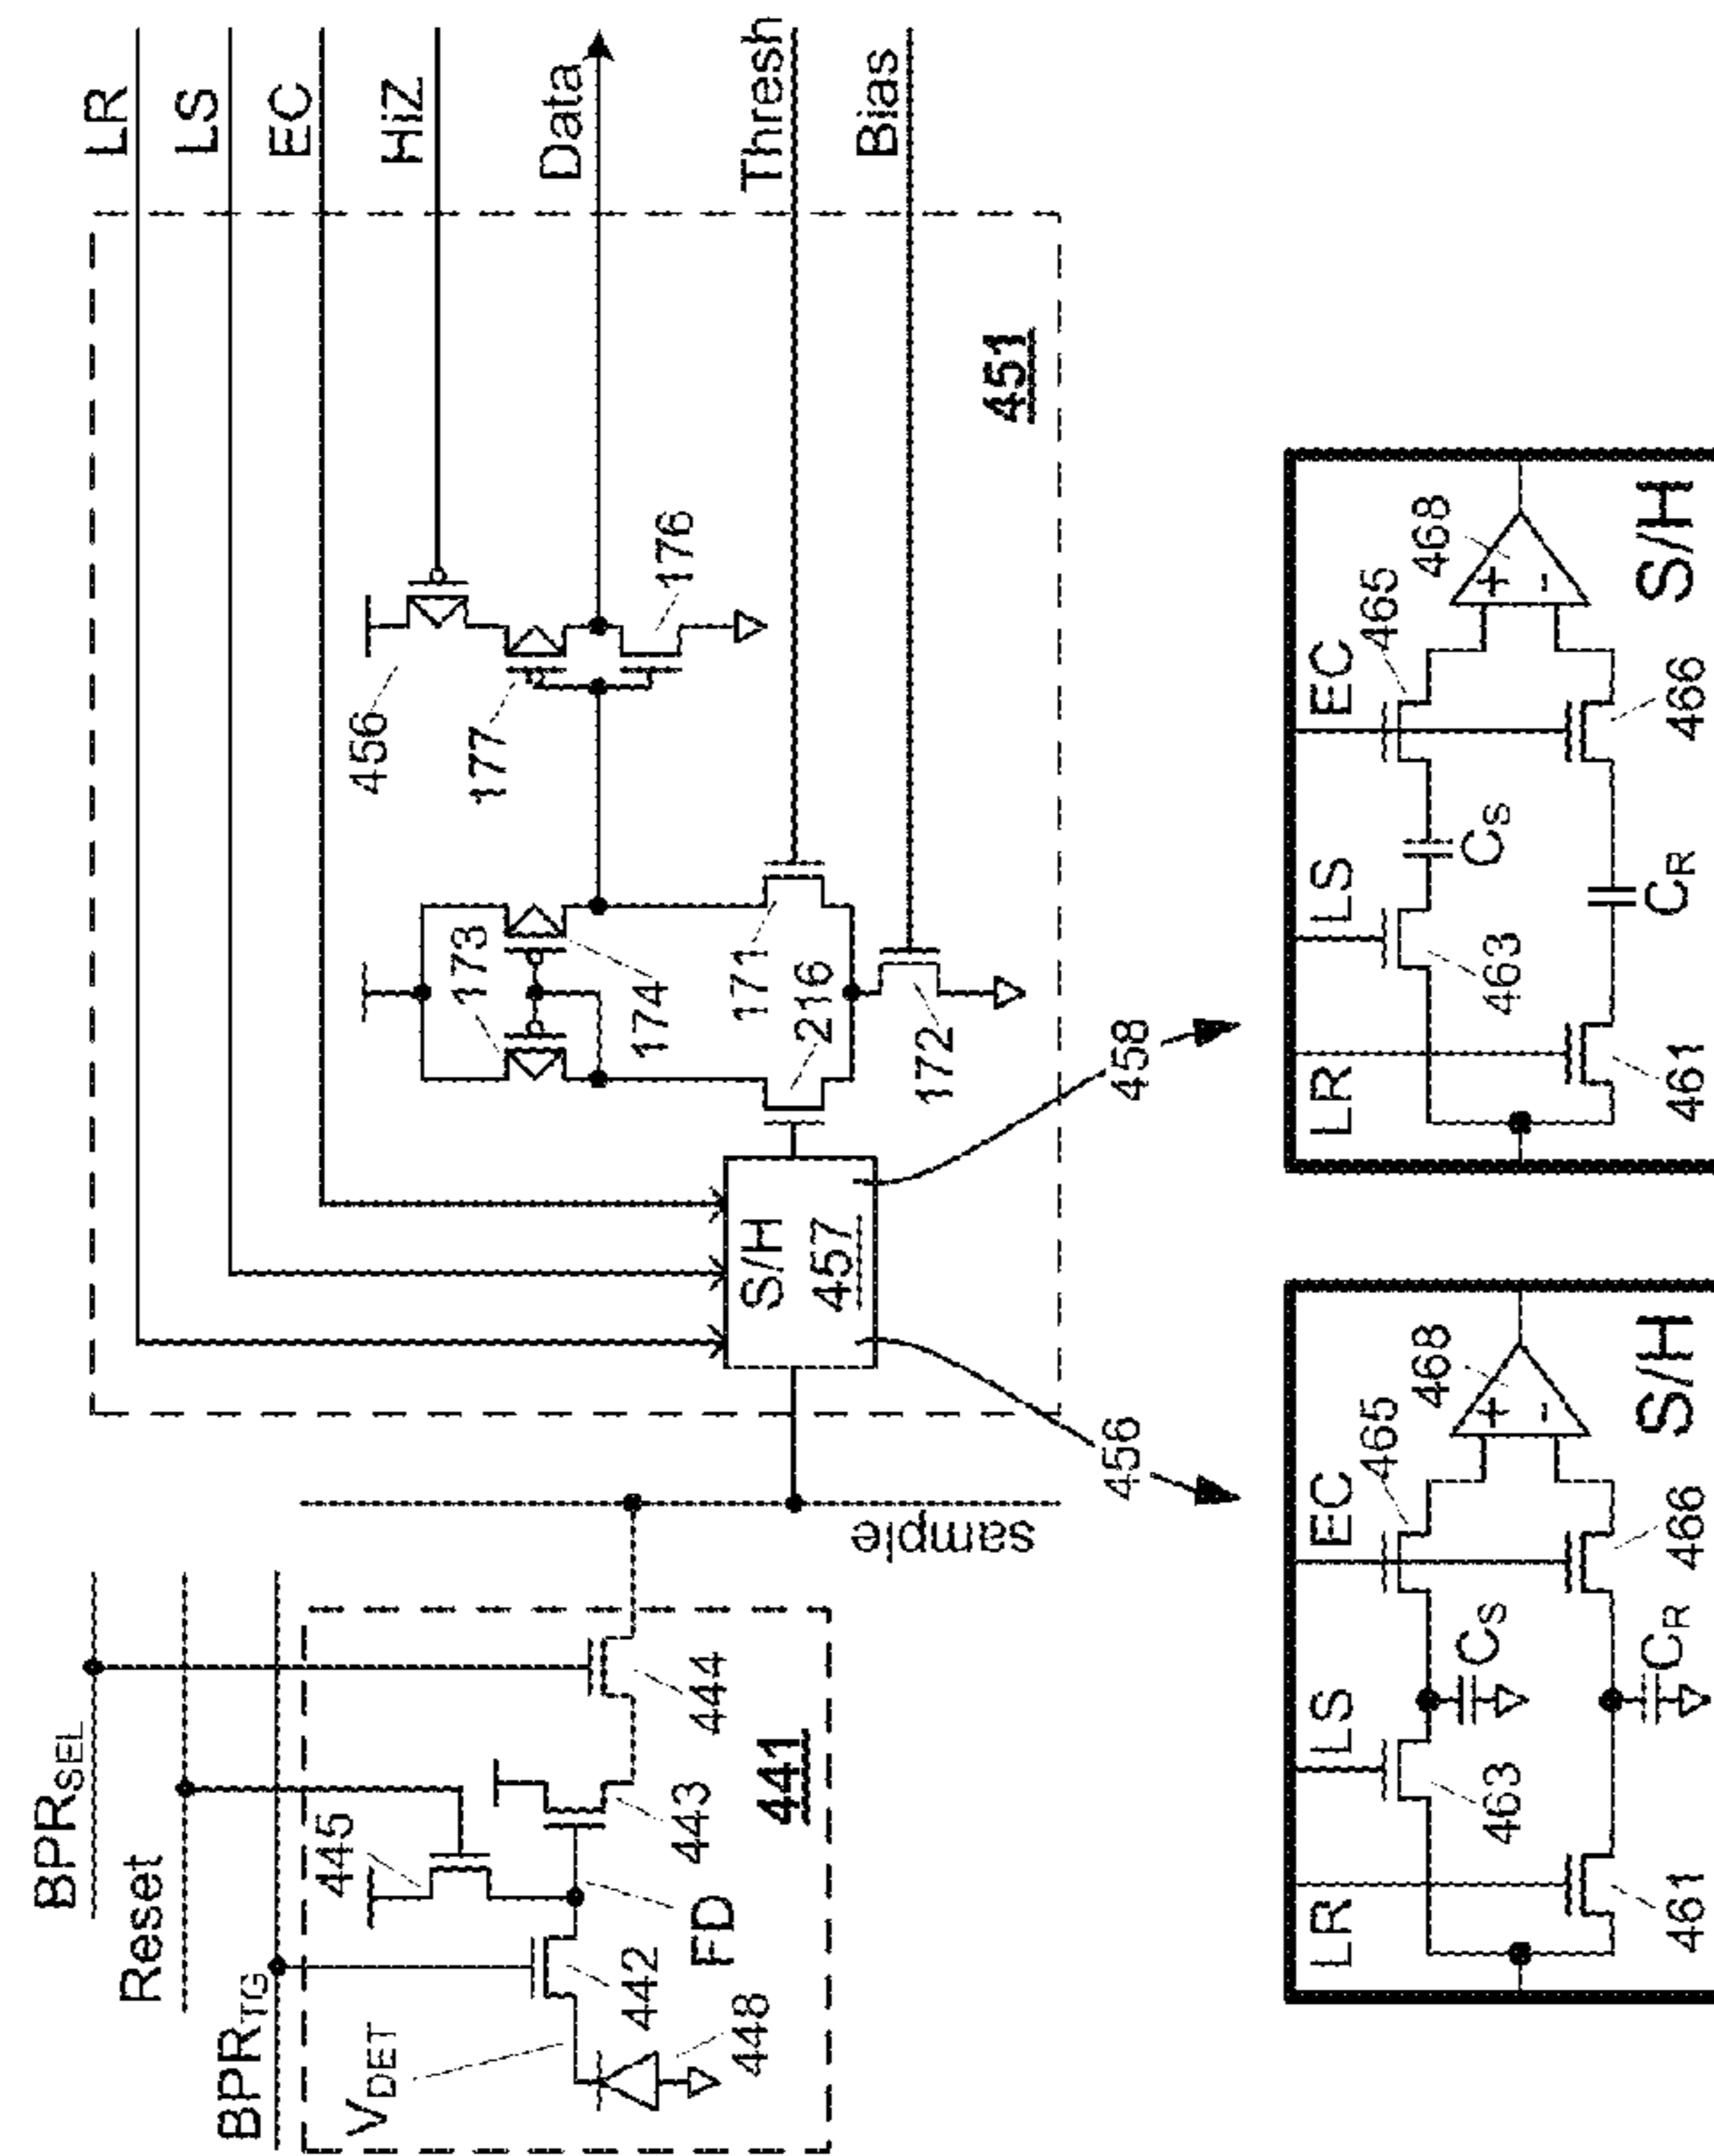 BPR_SEL
Reset
BPR_TG
V_DET
445
442
448
FD
443
444
441
sample
LR
LS
EC
HiZ
Data
Thresh
Bias
456
177
176
173
174
171
216
172
S/H
457
451
456
458
LR
LS
EC
465
468
+
-
463
C_S
C_R
461
466
S/H
LR
LS
EC
465
468
+
-
463
C_S
C_R
461
466
S/H